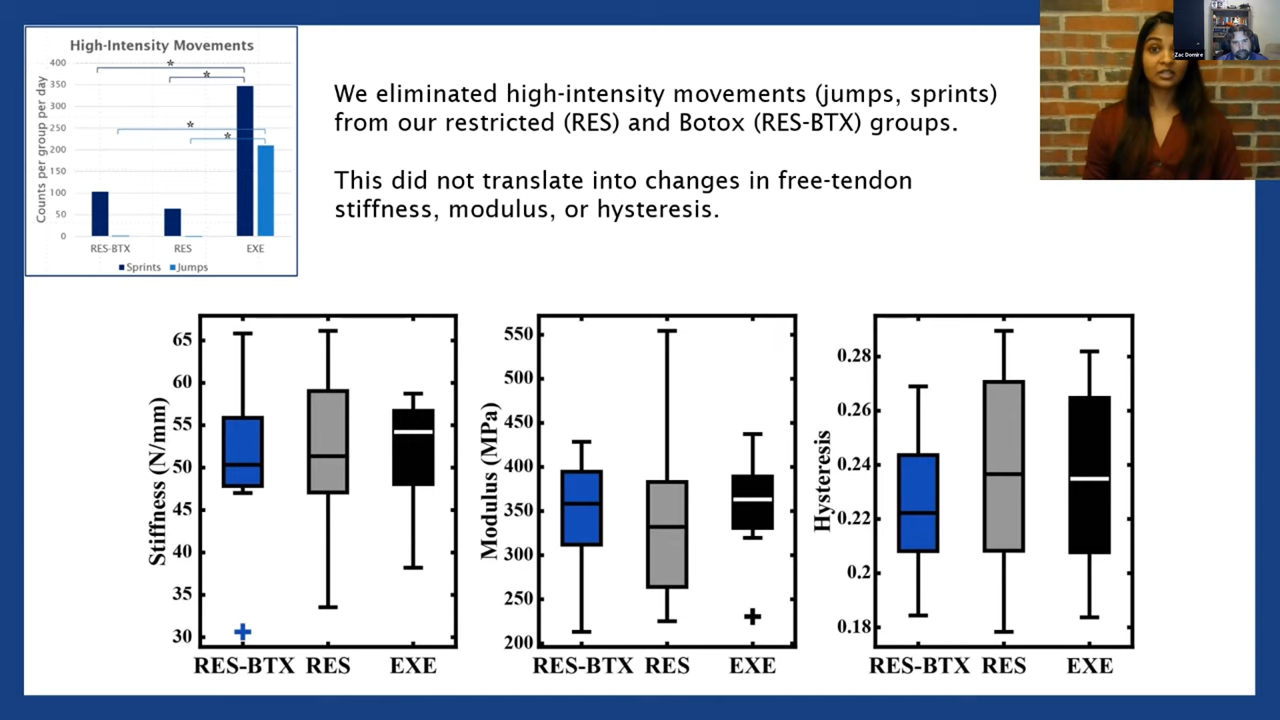 High-Intensity Movements
Counts per group per day
400
350
300
250
200
150
100
50
0
* * * *
RES-BTX RES EXE
Sprints Jumps
We eliminated high-intensity movements (jumps, sprints)
from our restricted (RES) and Botox (RES-BTX) groups.
This did not translate into changes in free-tendon
stiffness, modulus, or hysteresis.
Zac Domire
Stiffness (N/mm)
65
60
55
50
45
40
35
30
RES-BTX RES EXE
Modulus (MPa)
550
500
450
400
350
300
250
200
RES-BTX RES EXE
Hysteresis
0.28
0.26
0.24
0.22
0.2
0.18
RES-BTX RES EXE